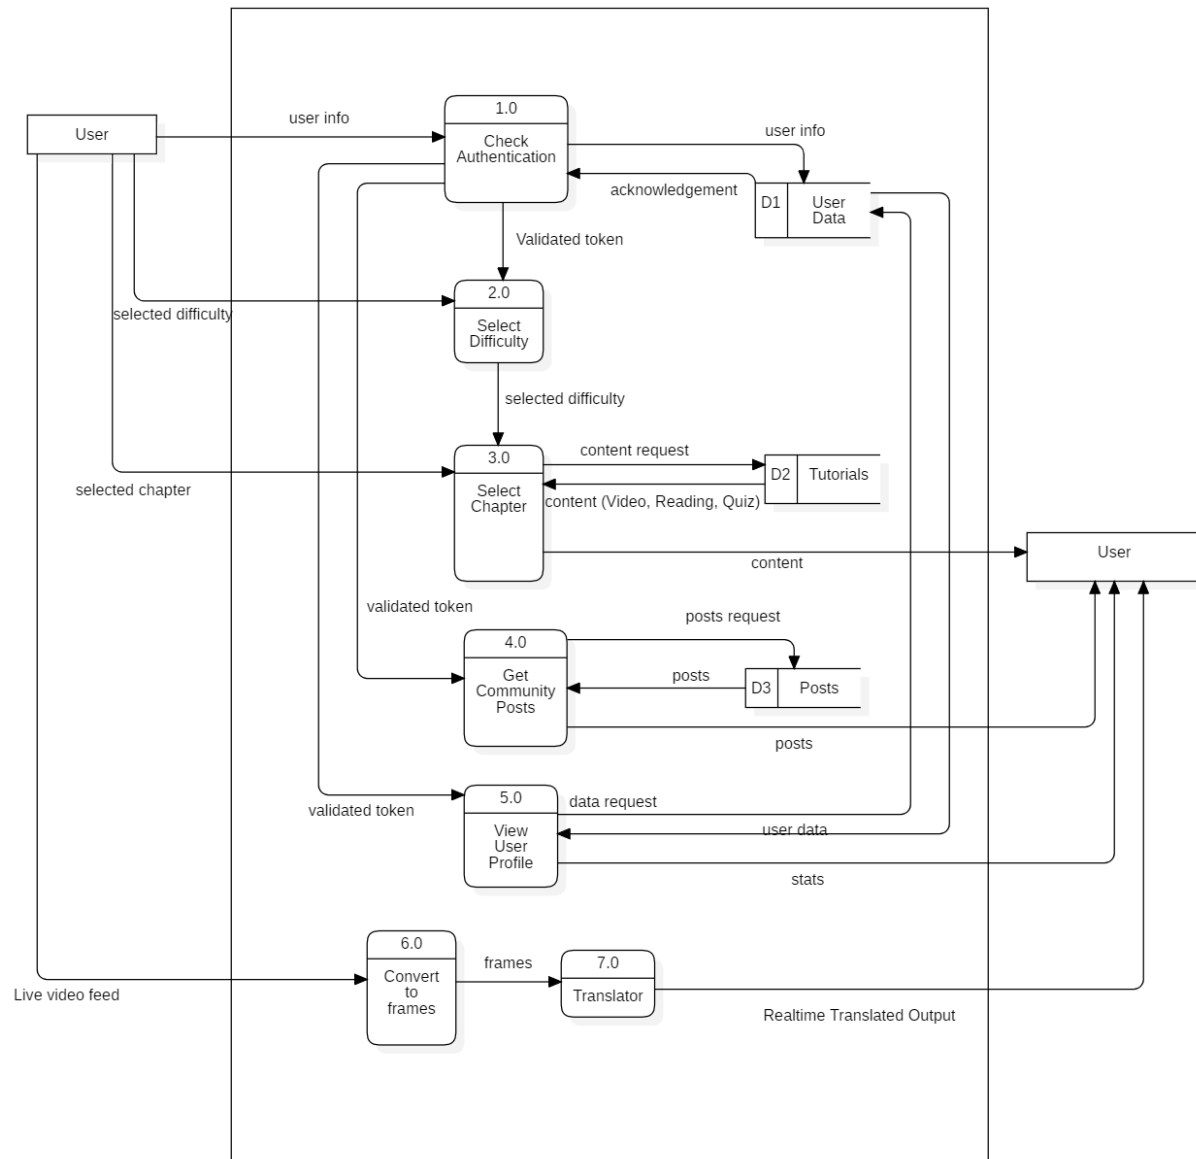 1.0
User
user info
Check
Authentication
user info
acknowledgement
D1
User
Data
Validated token
2.0
Select
Difficulty
selected difficulty
selected difficulty
3.0
Select
Chapter
content request
D2
Tutorials
selected chapter
content (Video, Reading, Quiz)
content
User
validated token
posts request
4.0
Get
Community
Posts
posts
D3
Posts
posts
5.0
View
User
Profile
data request
validated token
user data
stats
6.0
Convert
to
frames
frames
7.0
Translator
Live video feed
Realtime Translated Output